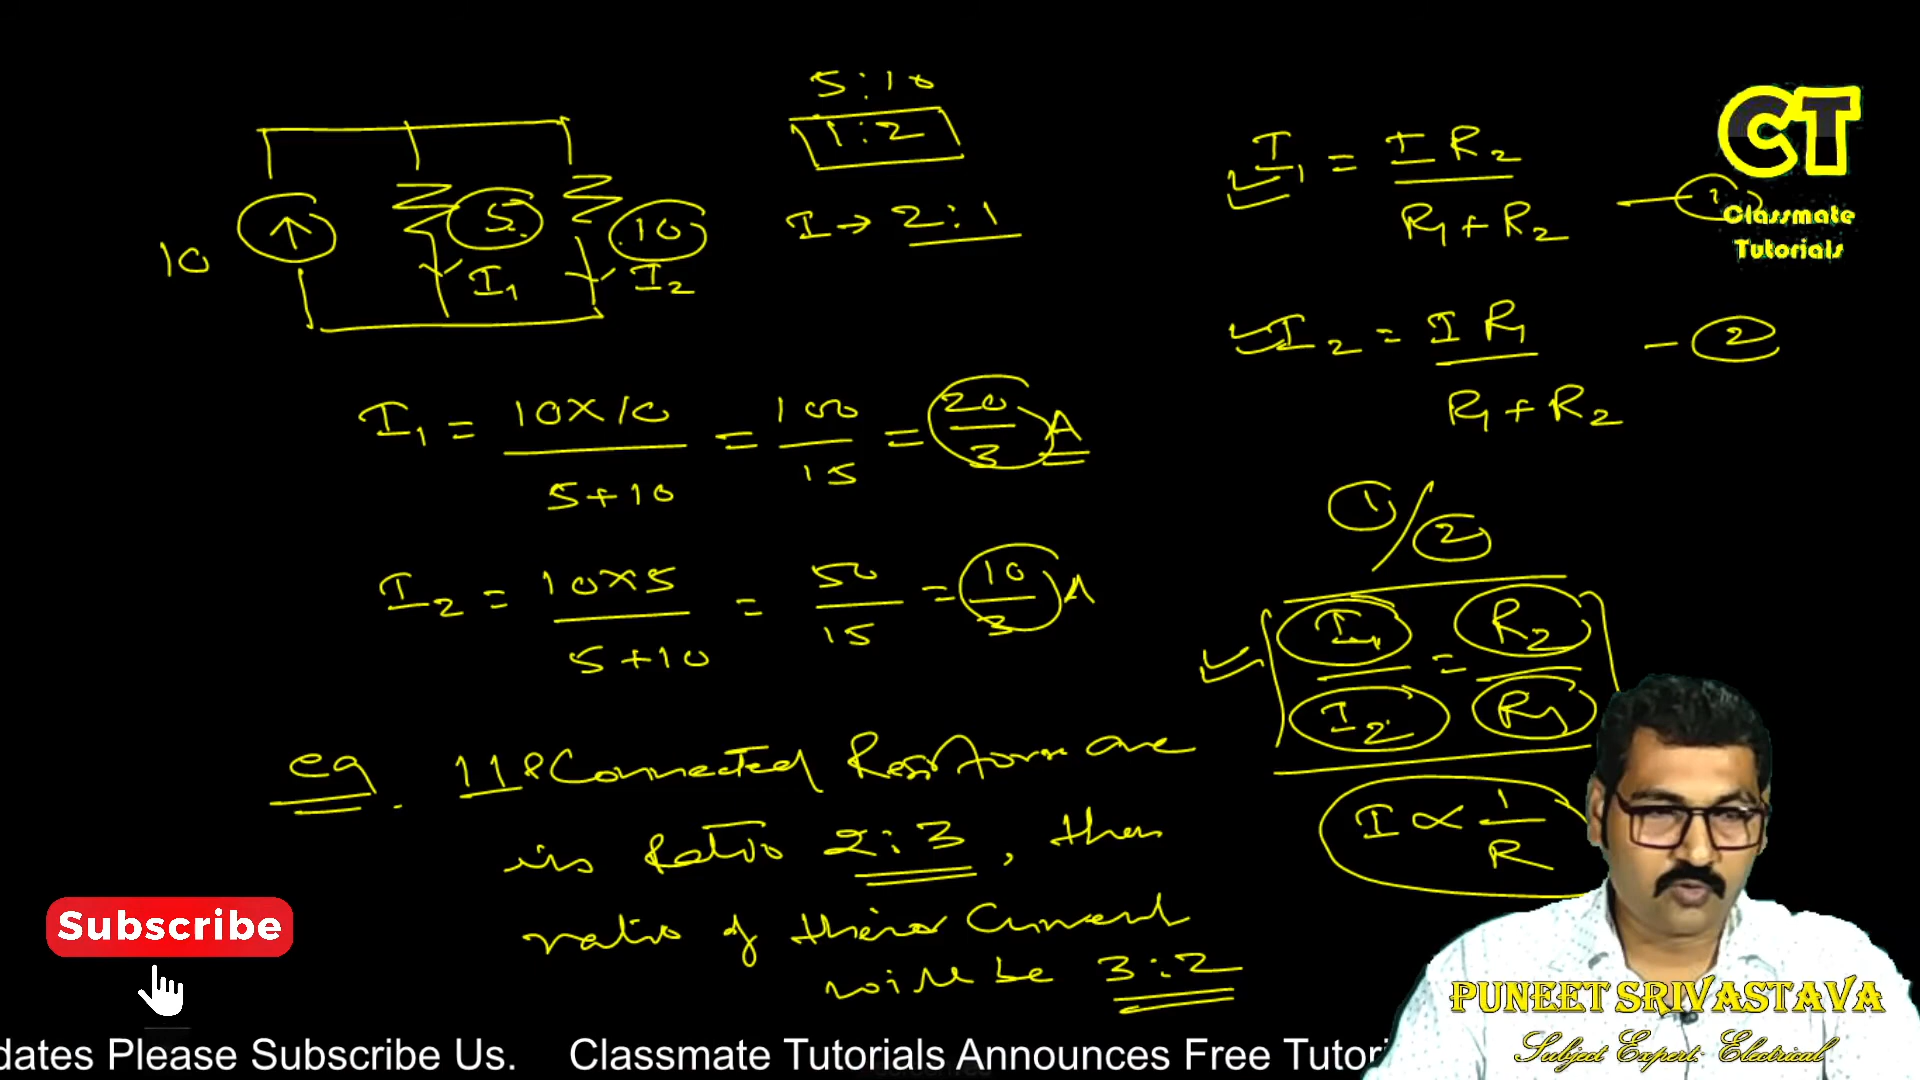 5:10
1:2
I → 2:1
10
5
10
I₁
I₂
I₁ = 10×10 / 5+10 = 100 / 15 = 20 / 3 A
I₂ = 10×5 / 5+10 = 50 / 15 = 10 / 3 A
eg. 11el Connected Resistors are
in Ratio 2:3, then
ratio of their Current
will be 3:2
I₁ = I R₂ / R₁ + R₂ — 1
I₂ = I R₁ / R₁ + R₂ — 2
1 / 2
I₁ / I₂ = R₂ / R₁
I ∝ 1 / R
CT
Classmate
Tutorials
Subscribe
PUNEET SRIVASTAVA
Subject Expert: Electrical
dates Please Subscribe Us. Classmate Tutorials Announces Free Tutor